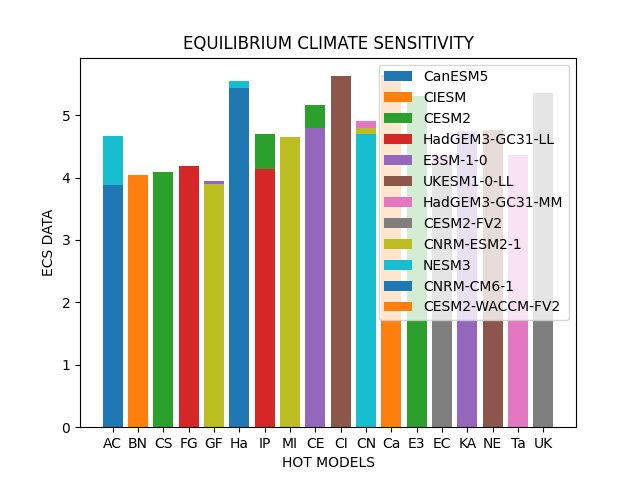 EQUILIBRIUM CLIMATE SENSITIVITY
CanESM5
CIESM
CESM2
HadGEM3-GC31-LL
E3SM-1-0
UKESM1-0-LL
HadGEM3-GC31-MM
CESM2-FV2
CNRM-ESM2-1
NESM3
CNRM-CM6-1
CESM2-WACCM-FV2
ECS DATA
5
4
3
2
1
0
AC BN CS FG GF Ha IP MI CE CI CN Ca E3 EC KA NE Ta UK
HOT MODELS